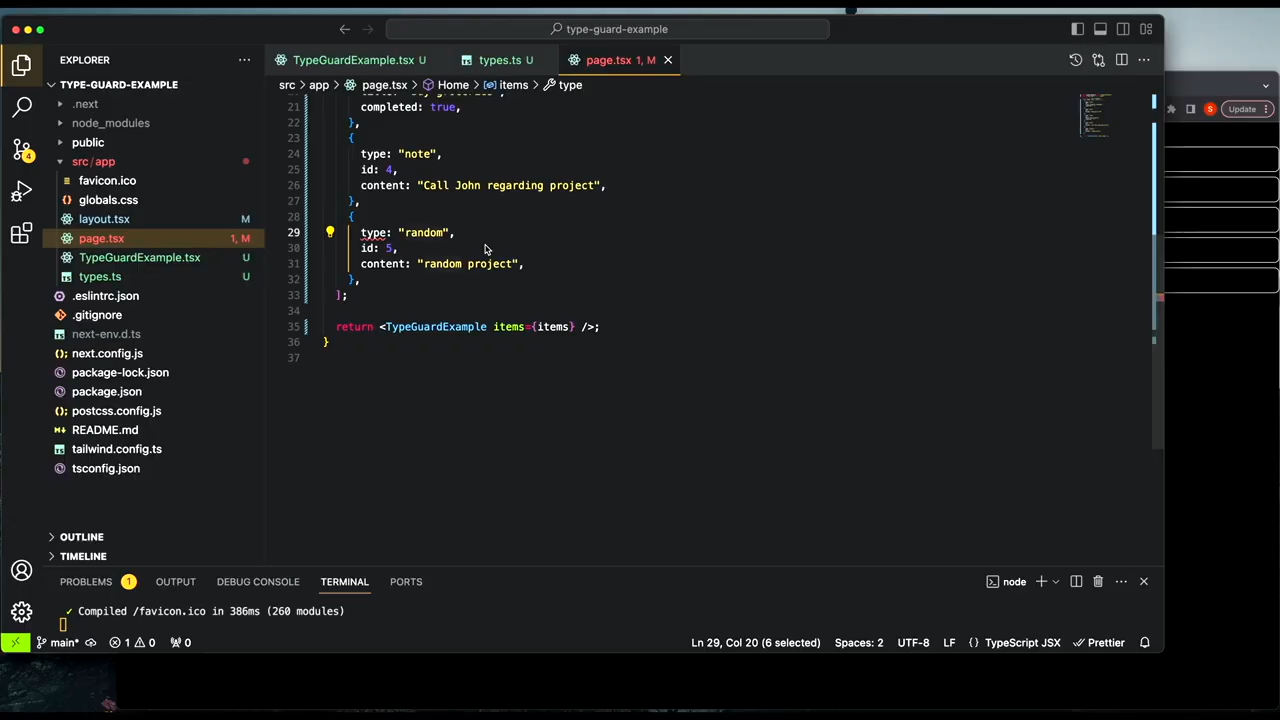 type-guard-example
EXPLORER
TypeGuardExample.tsx U
types.ts U
page.tsx 1, M
Update
S
TYPE-GUARD-EXAMPLE
src > app > page.tsx > Home > items > type
.next
node_modules
public
src/app
favicon.ico
globals.css
layout.tsx M
page.tsx 1, M
TypeGuardExample.tsx U
types.ts U
.eslintrc.json
.gitignore
next-env.d.ts
next.config.js
package-lock.json
package.json
postcss.config.js
README.md
tailwind.config.ts
tsconfig.json
OUTLINE
TIMELINE
4
21 completed: true,
22 },
23 {
24 type: "note",
25 id: 4,
26 content: "Call John regarding project",
27 },
28 {
29 type: "random",
30 id: 5,
31 content: "random project",
32 },
33 ];
34
35 return <TypeGuardExample items={items} />;
36 }
37
PROBLEMS 1 OUTPUT DEBUG CONSOLE TERMINAL PORTS
node
✓ Compiled /favicon.ico in 386ms (260 modules)
main* 1 0 0
Ln 29, Col 20 (6 selected) Spaces: 2 UTF-8 LF {} TypeScript JSX Prettier